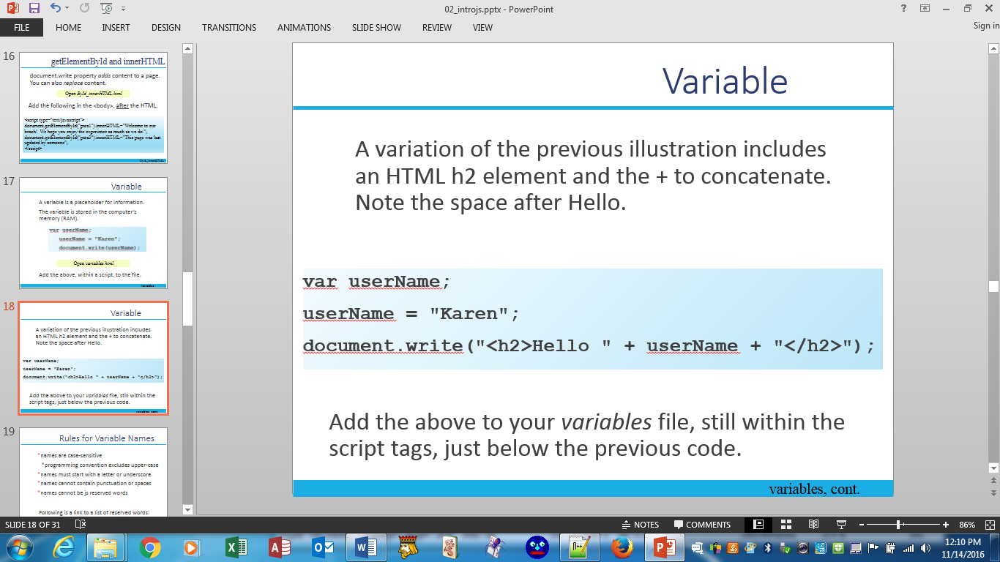 02_introjs.pptx - PowerPoint
?
FILE HOME INSERT DESIGN TRANSITIONS ANIMATIONS SLIDE SHOW REVIEW VIEW
Sign in
16
getElementById and innerHTML
document.write property adds content to a page.
You can also replace content.
Open ById_innerHTML.html
Add the following in the <body>, after the HTML.
<script type="text/javascript">
document.getElementById("para1").innerHTML="Welcome to our
beach! We hope you enjoy the experience as much as we do.";
document.getElementById("para3").innerHTML="This page was last
updated by someone";
</script>
ById_innerHTML
17
Variable
A variable is a placeholder for information.
The variable is stored in the computer's
memory (RAM).
var userName;
userName = "Karen";
document.write(userName);
Open variables.html
Add the above, within a script, to the file.
variables
18
Variable
A variation of the previous illustration includes
an HTML h2 element and the + to concatenate.
Note the space after Hello.
var userName;
userName = "Karen";
document.write("<h2>Hello " + userName + "</h2>");
Add the above to your variables file, still within the
script tags, just below the previous code.
variables, cont.
19
Rules for Variable Names
*names are case-sensitive
*programming convention excludes upper-case
*names must start with a letter or underscore
*names cannot contain punctuation or spaces
*names cannot be js reserved words
Following is a link to a list of reserved words:
Variable
A variation of the previous illustration includes
an HTML h2 element and the + to concatenate.
Note the space after Hello.
var userName;
userName = "Karen";
document.write("<h2>Hello " + userName + "</h2>");
Add the above to your variables file, still within the
script tags, just below the previous code.
variables, cont.
SLIDE 18 OF 31
NOTES COMMENTS
86%
12:10 PM
11/14/2016